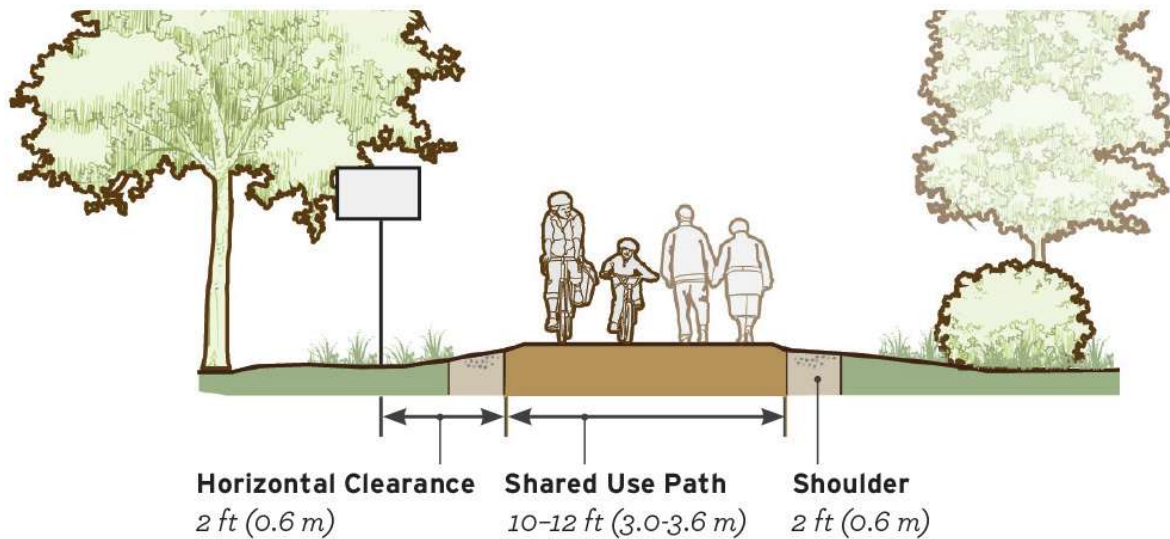 Horizontal Clearance
2 ft (0.6 m)
Shared Use Path
10–12 ft (3.0-3.6 m)
Shoulder
2 ft (0.6 m)